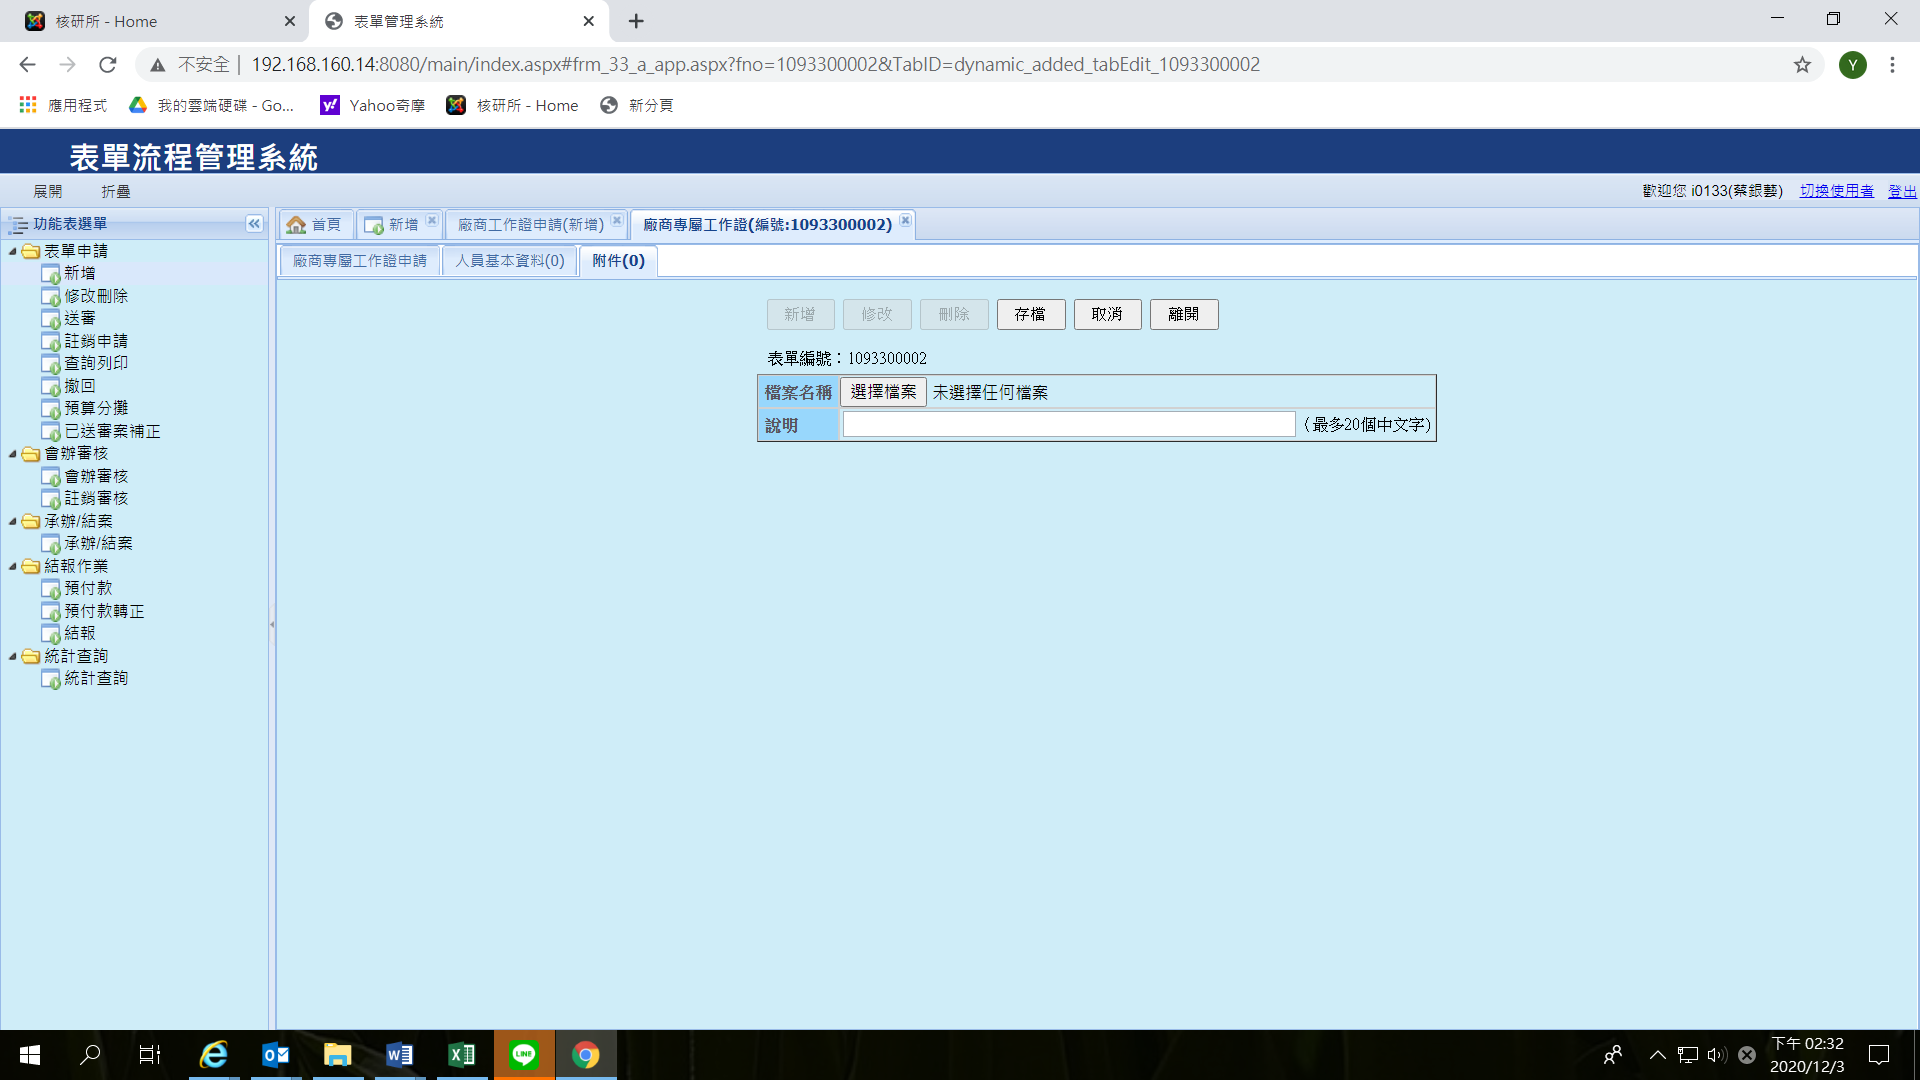 核研所 - Home
表單管理系統
不安全 | 192.168.160.14:8080/main/index.aspx#frm_33_a_app.aspx?fno=1093300002&TabID=dynamic_added_tabEdit_1093300002
Y
應用程式
我的雲端硬碟 - Go...
Yahoo奇摩
核研所 - Home
新分頁
表單流程管理系統
展開 折疊
歡迎您 i0133(蔡銀藝) 切換使用者 登出
功能表選單
表單申請
新增
修改刪除
送審
註銷申請
查詢列印
撤回
預算分攤
已送審案補正
會辦審核
會辦審核
註銷審核
承辦/結案
承辦/結案
結報作業
預付款
預付款轉正
結報
統計查詢
統計查詢
首頁 新增 廠商工作證申請(新增) 廠商專屬工作證(編號:1093300002)
廠商專屬工作證申請 人員基本資料(0) 附件(0)
新增 修改 刪除 存檔 取消 離開
表單編號：1093300002
檔案名稱 選擇檔案 未選擇任何檔案
說明 (最多20個中文字)
下午 02:32
2020/12/3